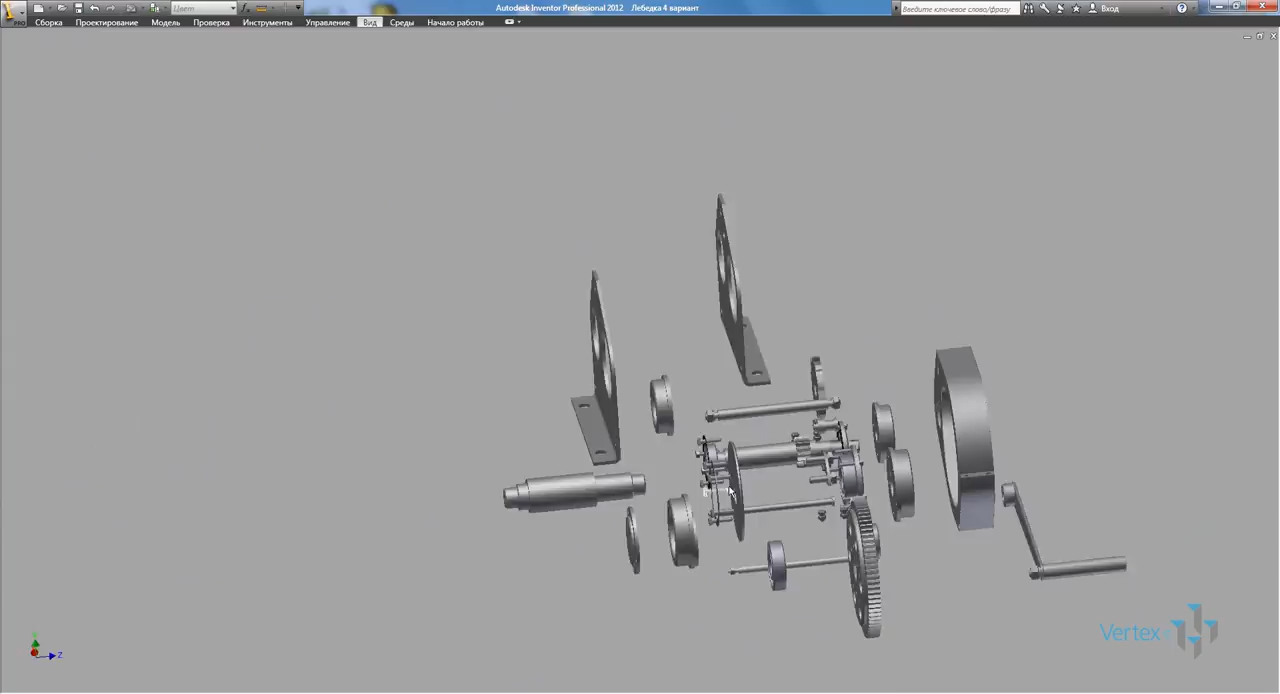 Autodesk Inventor Professional 2012 Лебедка 4 вариант
Цвет
Введите ключевое слово/фразу
Вход
PRO
Сборка Проектирование Модель Проверка Инструменты Управление Вид Среды Начало работы
Z
Vertex